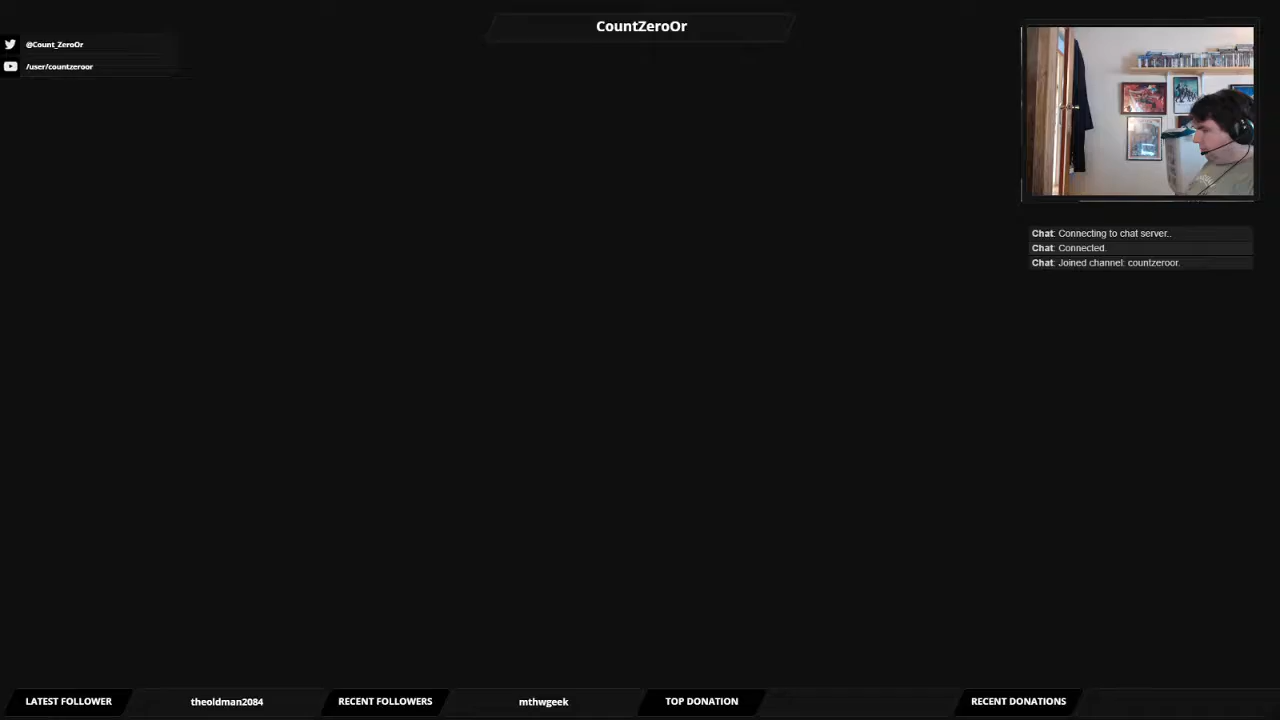 CountZeroOr
@Count_ZeroOr
/user/countzeroor
Chat: Connecting to chat server..
Chat: Connected.
Chat: Joined channel: countzeroor.
LATEST FOLLOWER theoldman2084 RECENT FOLLOWERS mthwgeek TOP DONATION RECENT DONATIONS